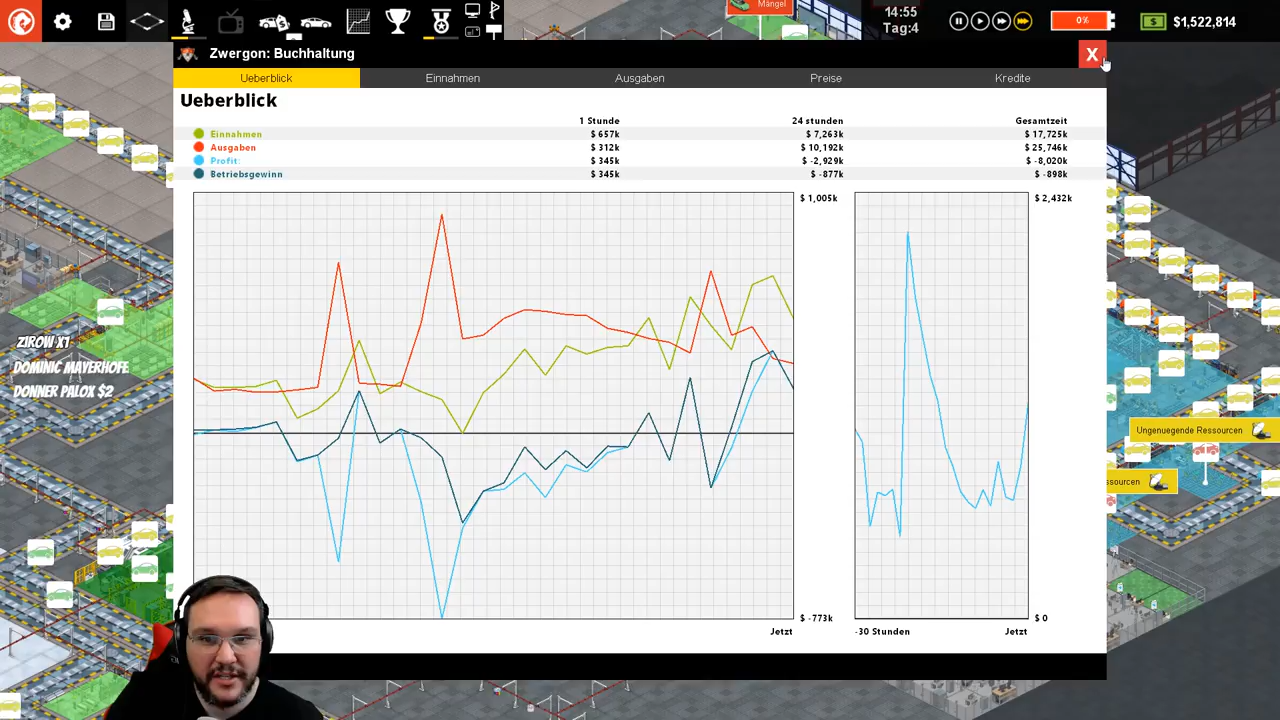 Mängel
14:55
Tag:4
0%
$ $1,522,814
Zwergon: Buchhaltung
X
Ueberblick Einnahmen Ausgaben Preise Kredite
Ueberblick
1 Stunde 24 stunden Gesamtzeit
Einnahmen $ 657k $ 7,263k $ 17,725k
Ausgaben $ 312k $ 10,192k $ 25,746k
Profit: $ 345k $ -2,929k $ -8,020k
Betriebsgewinn $ 345k $ -877k $ -898k
$ 1,005k
$ 2,432k
ZIROW X1
DOMINIC MAYERHOFE
DONNER PALOX $2
Ungenuegende Ressourcen
ssourcen
$ -773k
$ 0
Jetzt
-30 Stunden
Jetzt